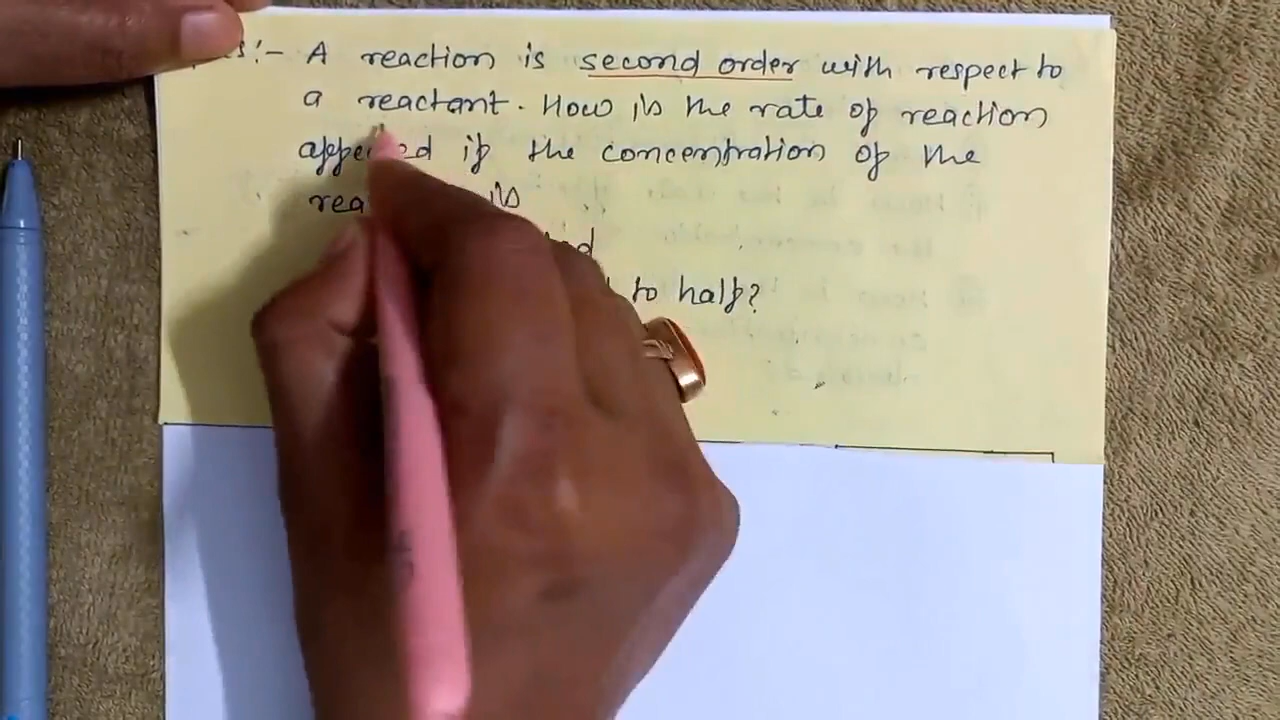 :- A reaction is second order with respect to
a reactant. How is the rate of reaction
if the concentration of the
is
to half?